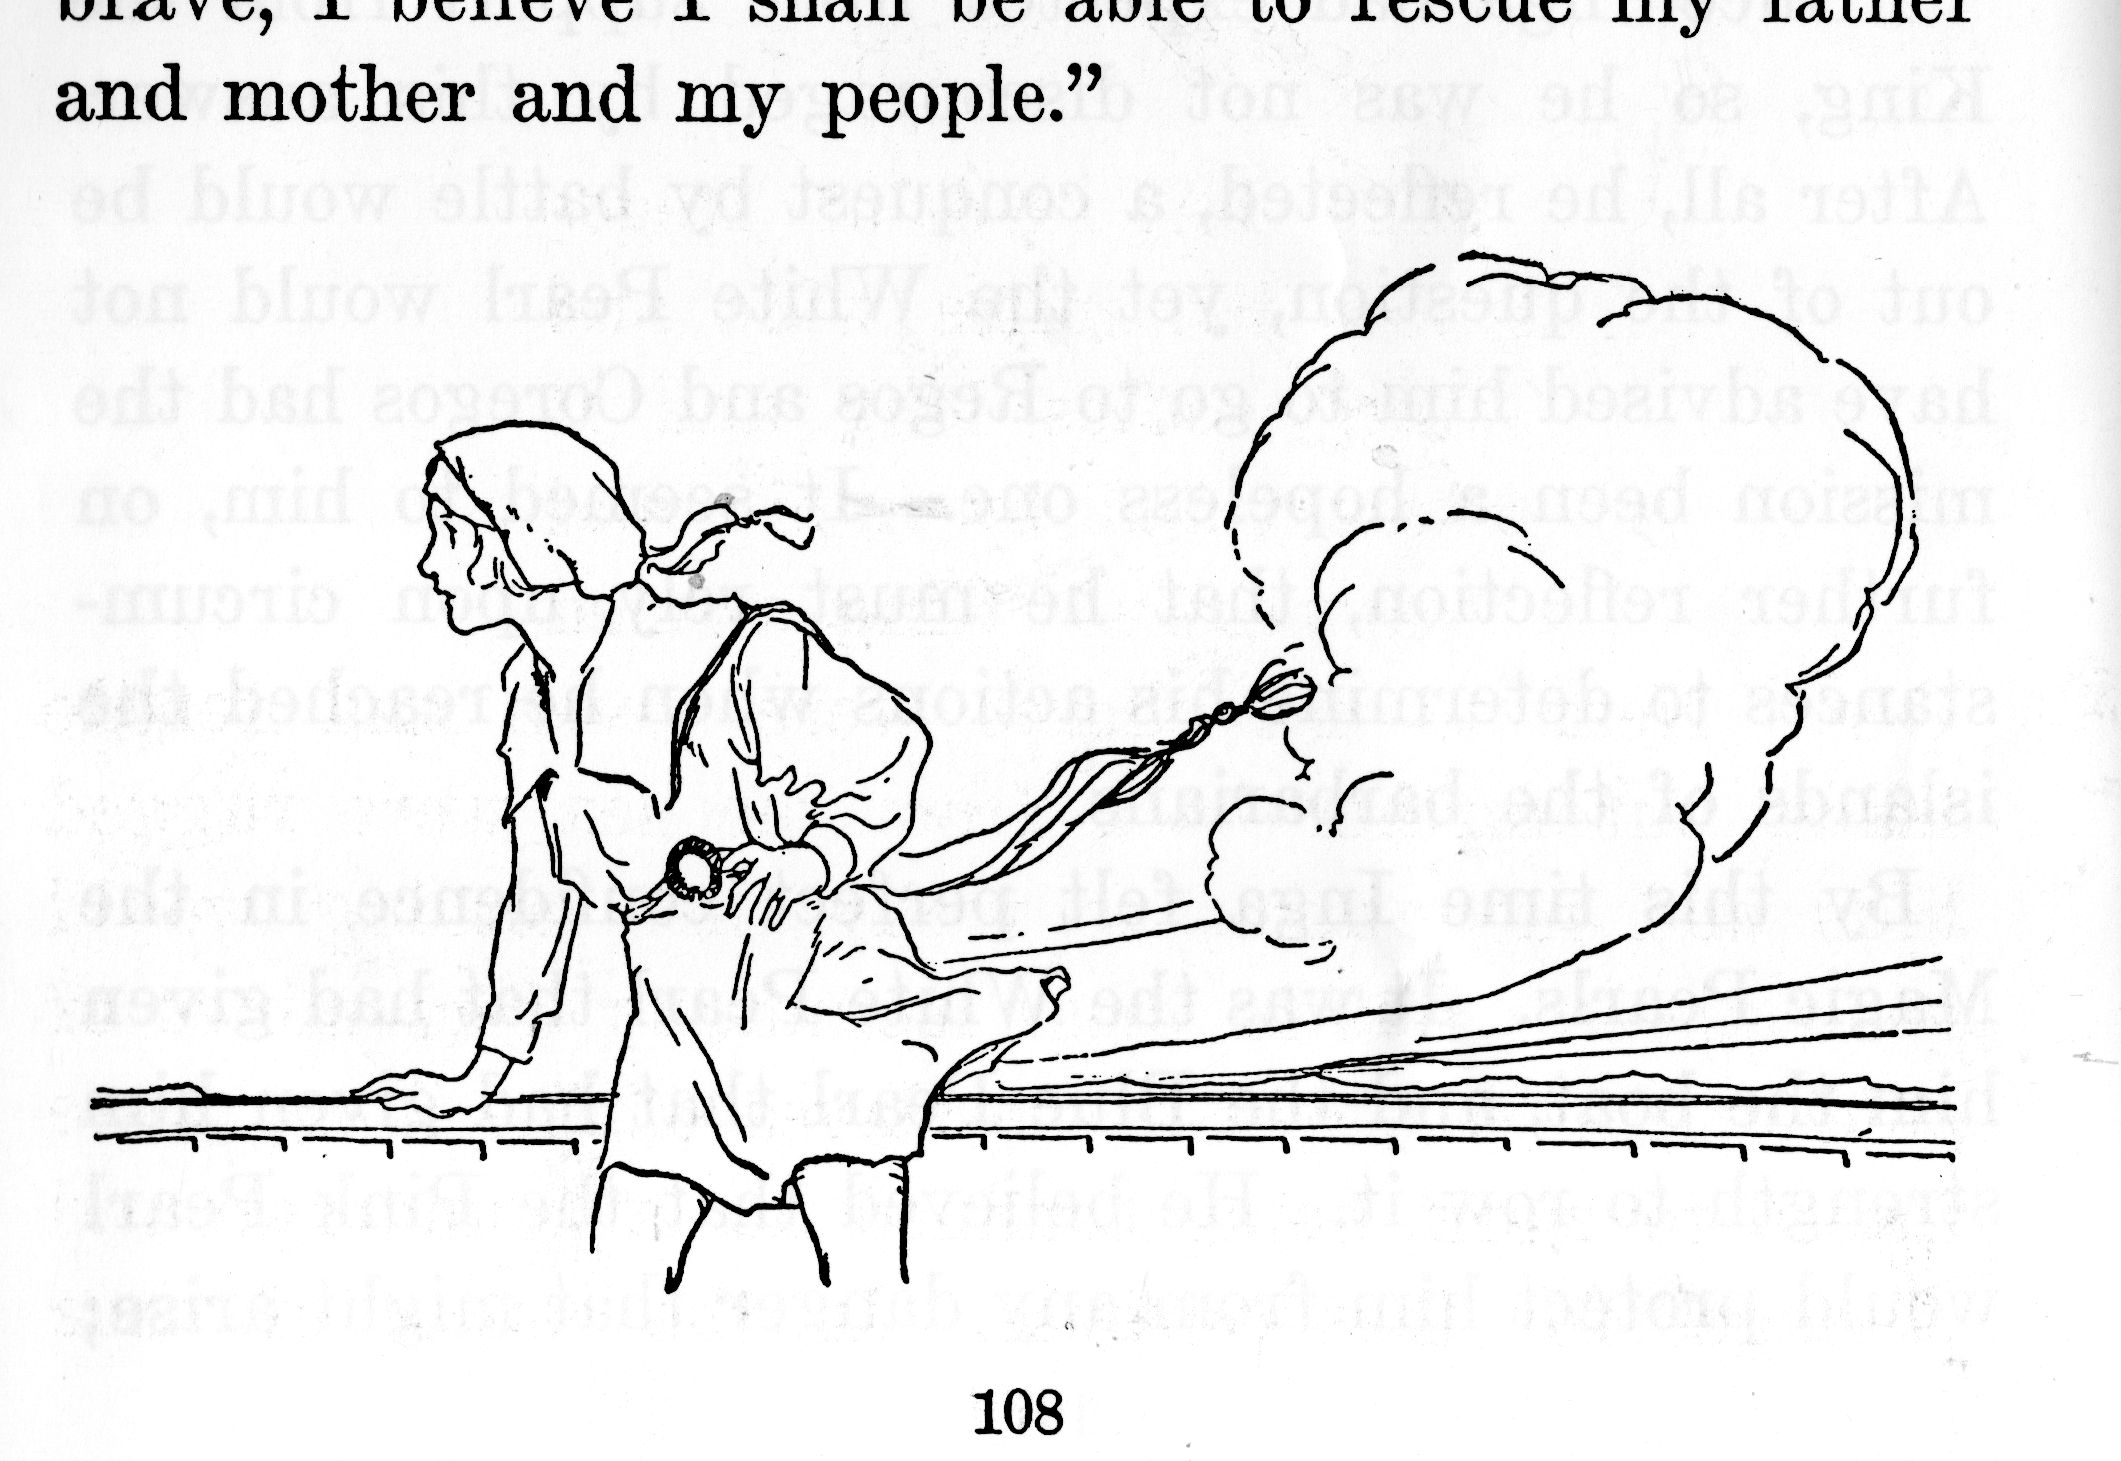 brave, I believe I shall be able to rescue my father
and mother and my people.”
108